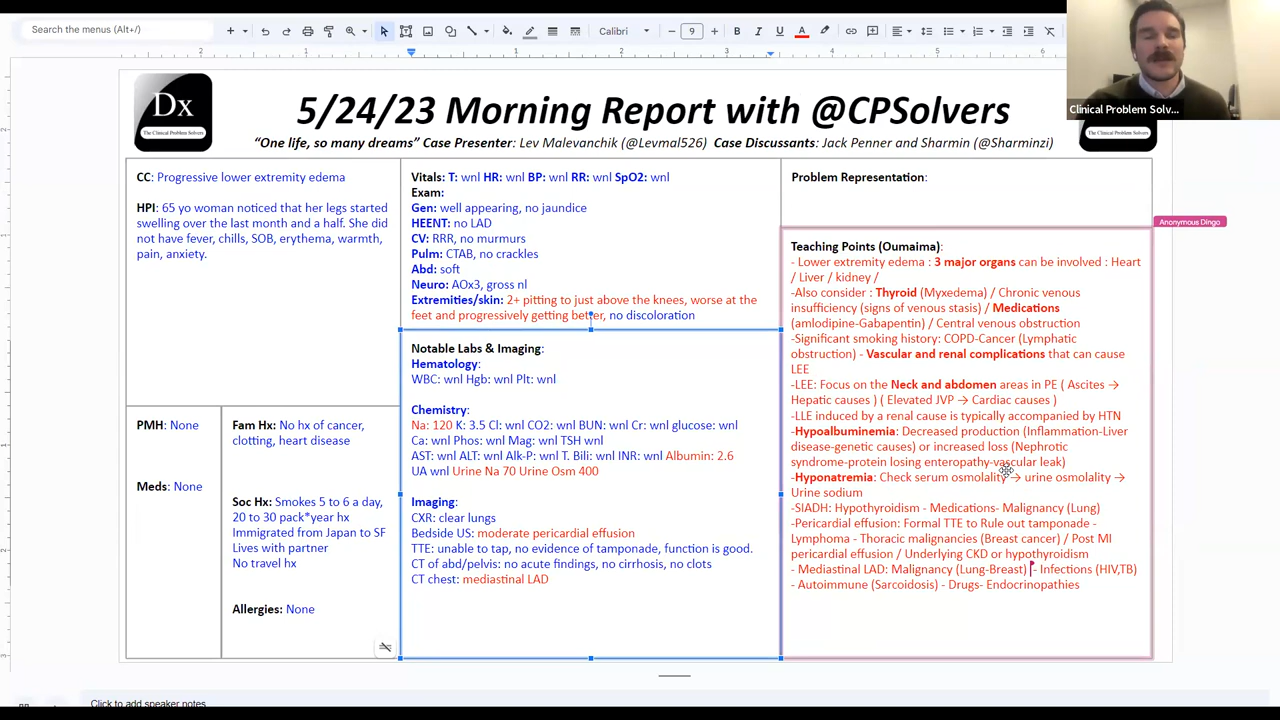 Search the menus (Alt+/)
Calibri
9
2
1
1
2
3
4
5
6
Clinical Problem Solv...
Dx
The Clinical Problem Solvers
5/24/23 Morning Report with @CPSolvers
“One life, so many dreams” Case Presenter: Lev Malevanchik (@Levmal526) Case Discussants: Jack Penner and Sharmin (@Sharminzi)
The Clinical Problem Solvers
CC: Progressive lower extremity edema
HPI: 65 yo woman noticed that her legs started
swelling over the last month and a half. She did
not have fever, chills, SOB, erythema, warmth,
pain, anxiety.
PMH: None
Meds: None
Fam Hx: No hx of cancer,
clotting, heart disease
Soc Hx: Smokes 5 to 6 a day,
20 to 30 pack*year hx
Immigrated from Japan to SF
Lives with partner
No travel hx
Allergies: None
Vitals: T: wnl HR: wnl BP: wnl RR: wnl SpO2: wnl
Exam:
Gen: well appearing, no jaundice
HEENT: no LAD
CV: RRR, no murmurs
Pulm: CTAB, no crackles
Abd: soft
Neuro: AOx3, gross nl
Extremities/skin: 2+ pitting to just above the knees, worse at the
feet and progressively getting better, no discoloration
Notable Labs & Imaging:
Hematology:
WBC: wnl Hgb: wnl Plt: wnl
Chemistry:
Na: 120 K: 3.5 Cl: wnl CO2: wnl BUN: wnl Cr: wnl glucose: wnl
Ca: wnl Phos: wnl Mag: wnl TSH wnl
AST: wnl ALT: wnl Alk-P: wnl T. Bili: wnl INR: wnl Albumin: 2.6
UA wnl Urine Na 70 Urine Osm 400
Imaging:
CXR: clear lungs
Bedside US: moderate pericardial effusion
TTE: unable to tap, no evidence of tamponade, function is good.
CT of abd/pelvis: no acute findings, no cirrhosis, no clots
CT chest: mediastinal LAD
Problem Representation:
Anonymous Dingo
Teaching Points (Oumaima):
- Lower extremity edema : 3 major organs can be involved : Heart
/ Liver / kidney /
-Also consider : Thyroid (Myxedema) / Chronic venous
insufficiency (signs of venous stasis) / Medications
(amlodipine-Gabapentin) / Central venous obstruction
-Significant smoking history: COPD-Cancer (Lymphatic
obstruction) - Vascular and renal complications that can cause
LEE
-LEE: Focus on the Neck and abdomen areas in PE ( Ascites →
Hepatic causes ) ( Elevated JVP → Cardiac causes )
-LLE induced by a renal cause is typically accompanied by HTN
-Hypoalbuminemia: Decreased production (Inflammation-Liver
disease-genetic causes) or increased loss (Nephrotic
syndrome-protein losing enteropathy-vascular leak)
-Hyponatremia: Check serum osmolality → urine osmolality →
Urine sodium
-SIADH: Hypothyroidism - Medications- Malignancy (Lung)
-Pericardial effusion: Formal TTE to Rule out tamponade -
Lymphoma - Thoracic malignancies (Breast cancer) / Post MI
pericardial effusion / Underlying CKD or hypothyroidism
- Mediastinal LAD: Malignancy (Lung-Breast) - Infections (HIV,TB)
- Autoimmune (Sarcoidosis) - Drugs- Endocrinopathies
Click to add speaker notes